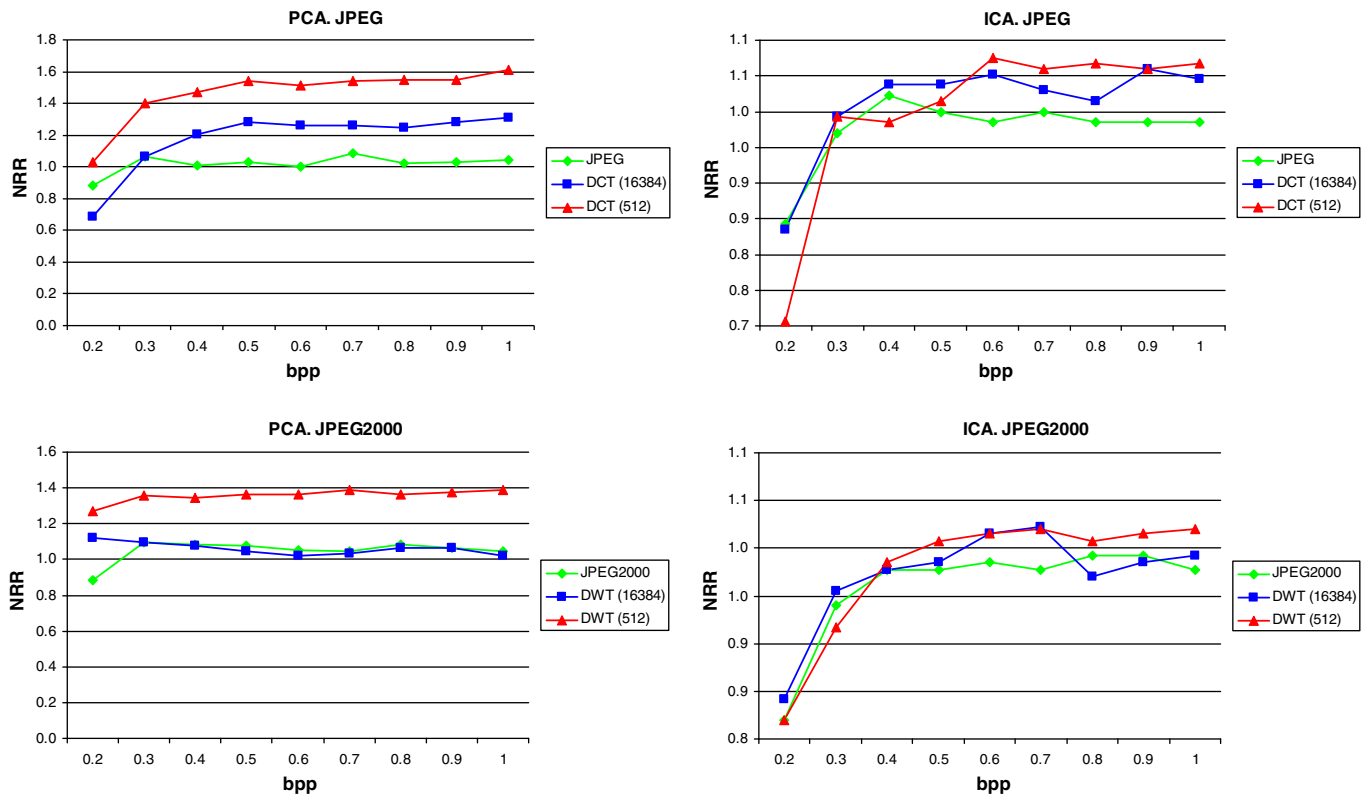 PCA. JPEG
1.8
1.6
1.4
1.2
1.0
0.8
0.6
0.4
0.2
0.0
NRR
0.2 0.3 0.4 0.5 0.6 0.7 0.8 0.9 1
bpp
JPEG
DCT (16384)
DCT (512)
ICA. JPEG
1.1
1.1
1.0
1.0
0.9
0.9
0.8
0.8
0.7
NRR
0.2 0.3 0.4 0.5 0.6 0.7 0.8 0.9 1
bpp
JPEG
DCT (16384)
DCT (512)
PCA. JPEG2000
1.6
1.4
1.2
1.0
0.8
0.6
0.4
0.2
0.0
NRR
0.2 0.3 0.4 0.5 0.6 0.7 0.8 0.9 1
bpp
JPEG2000
DWT (16384)
DWT (512)
ICA. JPEG2000
1.1
1.1
1.0
1.0
0.9
0.9
0.8
NRR
0.2 0.3 0.4 0.5 0.6 0.7 0.8 0.9 1
bpp
JPEG2000
DWT (16384)
DWT (512)